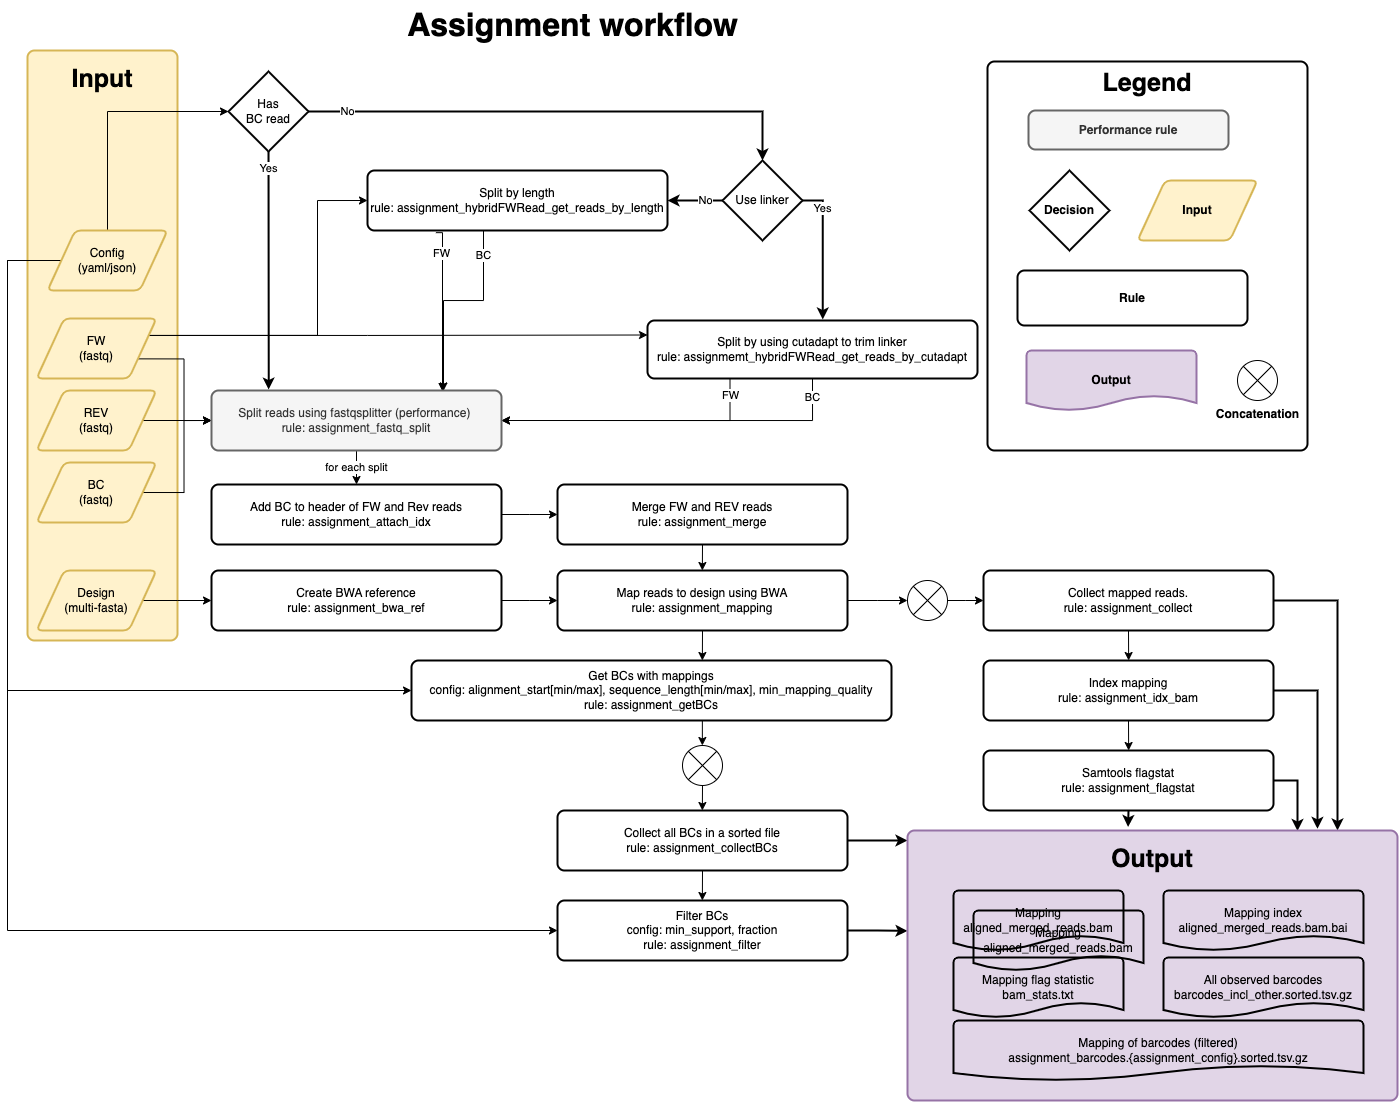 Assignment workflow
Input
Has
BC read
No
Yes
Split by length
rule: assignment_hybridFWRead_get_reads_by_length
No
Use linker
Yes
FW
BC
Config
(yaml/json)
FW
(fastq)
REV
(fastq)
BC
(fastq)
Design
(multi-fasta)
Split by using cutadapt to trim linker
rule: assignmemt_hybridFWRead_get_reads_by_cutadapt
FW
BC
Split reads using fastqsplitter (performance)
rule: assignment_fastq_split
for each split
Add BC to header of FW and Rev reads
rule: assignment_attach_idx
Merge FW and REV reads
rule: assignment_merge
Create BWA reference
rule: assignment_bwa_ref
Map reads to design using BWA
rule: assignment_mapping
Collect mapped reads.
rule: assignment_collect
Get BCs with mappings
config: alignment_start[min/max], sequence_length[min/max], min_mapping_quality
rule: assignment_getBCs
Index mapping
rule: assignment_idx_bam
Samtools flagstat
rule: assignment_flagstat
Collect all BCs in a sorted file
rule: assignment_collectBCs
Filter BCs
config: min_support, fraction
rule: assignment_filter
Legend
Performance rule
Decision
Input
Rule
Output
Concatenation
Output
Mapping
aligned_merged_reads.bam
Mapping
aligned_merged_reads.bam
Mapping index
aligned_merged_reads.bam.bai
Mapping flag statistic
bam_stats.txt
All observed barcodes
barcodes_incl_other.sorted.tsv.gz
Mapping of barcodes (filtered)
assignment_barcodes.{assignment_config}.sorted.tsv.gz